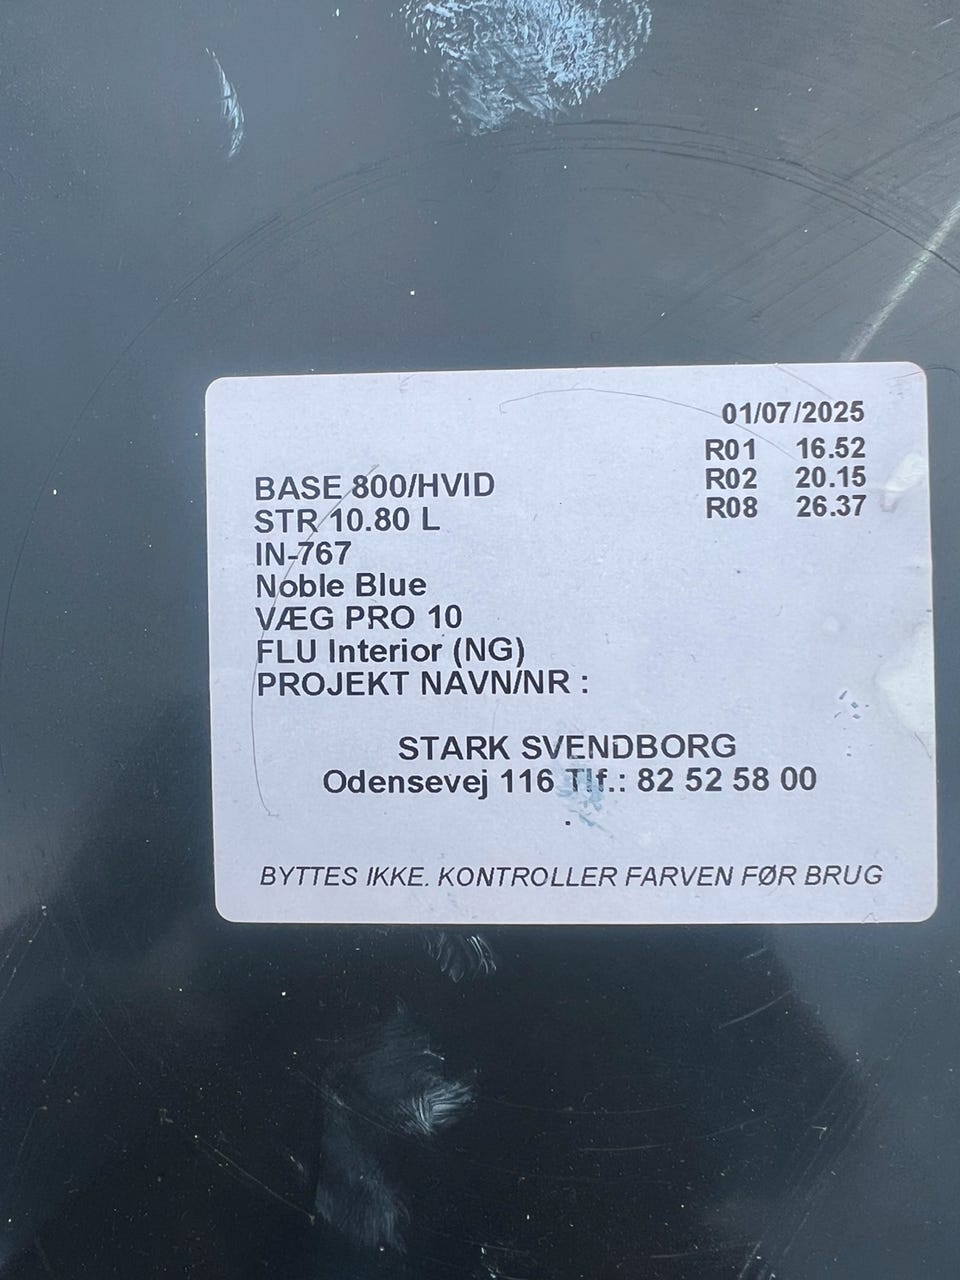 01/07/2025
R01 16.52
R02 20.15
R08 26.37
BASE 800/HVID
STR 10.80 L
IN-767
Noble Blue
VÆG PRO 10
FLU Interior (NG)
PROJEKT NAVN/NR :
STARK SVENDBORG
Odensevej 116 Tlf.: 82 52 58 00
.
BYTTES IKKE. KONTROLLER FARVEN FØR BRUG